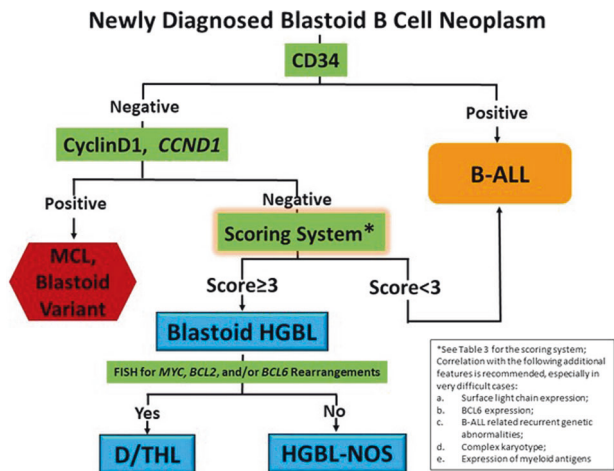 Newly Diagnosed Blastoid B Cell Neoplasm
CD34
Negative
Positive
CyclinD1, CCND1
B-ALL
Positive
Negative
MCL,
Blastoid
Variant
Scoring System*
Score≥3
Score<3
Blastoid HGBL
FISH for MYC, BCL2, and/or BCL6 Rearrangements
Yes
No
D/THL
HGBL-NOS
*See Table 3 for the scoring system;
Correlation with the following additional
features is recommended, especially in
very difficult cases:
a. Surface light chain expression;
b. BCL6 expression;
c. B-ALL related recurrent genetic
abnormalities;
d. Complex karyotype;
e. Expression of myeloid antigens